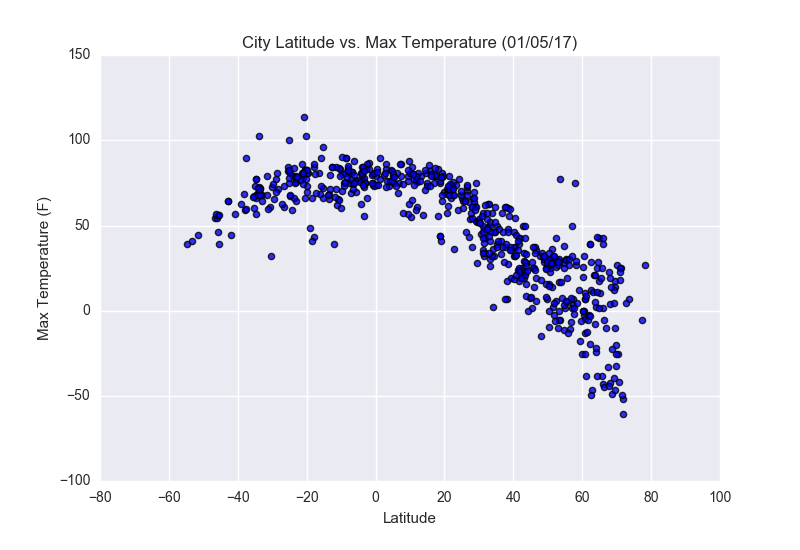 City Latitude vs. Max Temperature (01/05/17)
150
100
50
0
−50
−100
Max Temperature (F)
−80 −60 −40 −20 0 20 40 60 80 100
Latitude